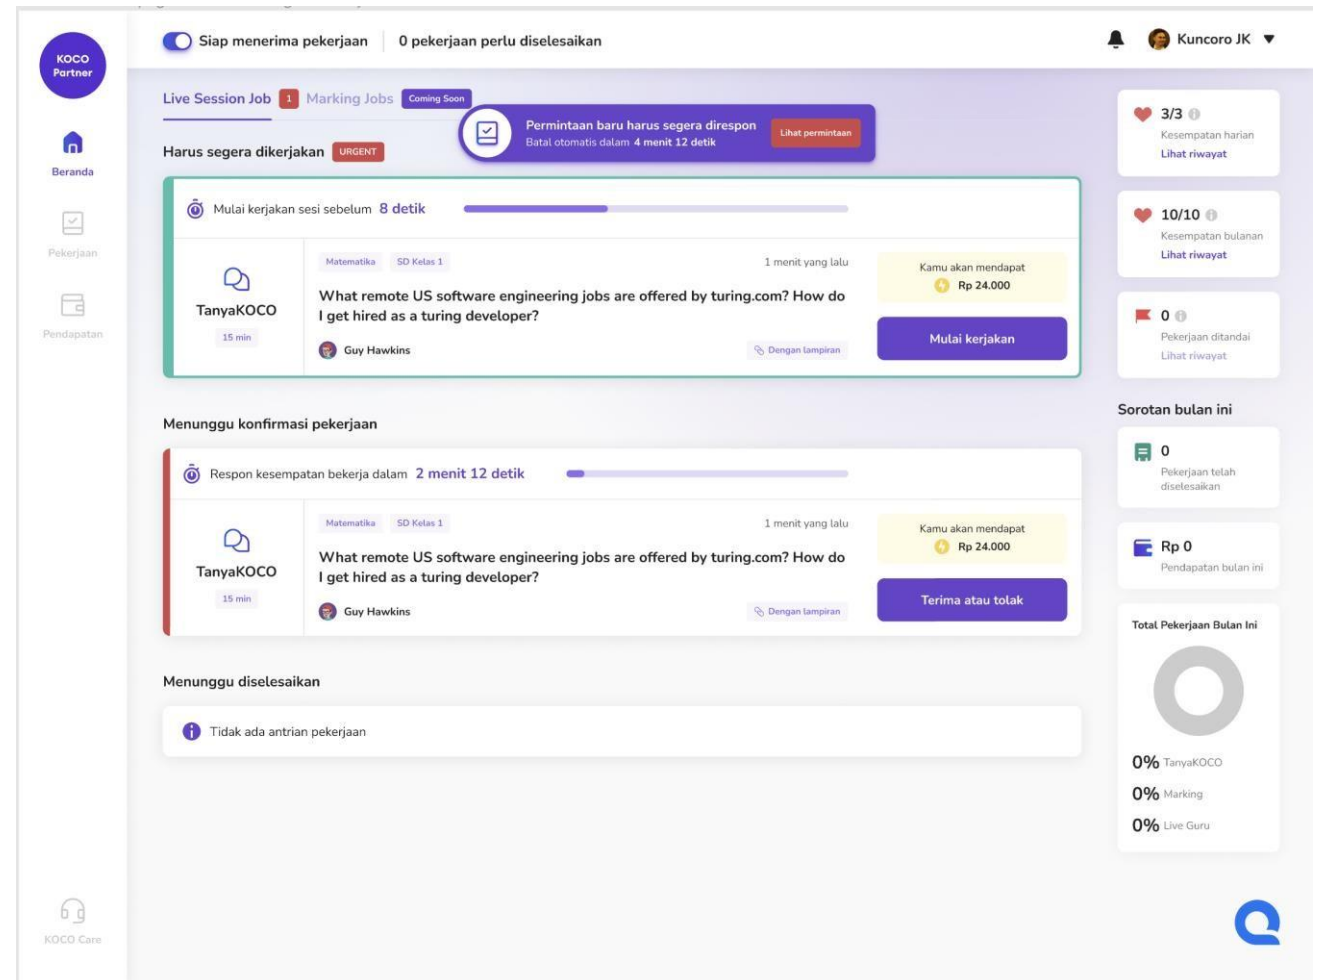 KOCO
Partner
Beranda
Pekerjaan
Pendapatan
KOCO Care
Siap menerima pekerjaan
0 pekerjaan perlu diselesaikan
Kuncoro JK
Live Session Job 1 Marking Jobs Coming Soon
Permintaan baru harus segera direspon
Batal otomatis dalam 4 menit 12 detik
Lihat permintaan
Harus segera dikerjakan URGENT
Mulai kerjakan sesi sebelum 8 detik
TanyaKOCO
15 min
Matematika SD Kelas 1
1 menit yang lalu
What remote US software engineering jobs are offered by turing.com? How do
I get hired as a turing developer?
Guy Hawkins
Dengan lampiran
Kamu akan mendapat
Rp 24.000
Mulai kerjakan
Menunggu konfirmasi pekerjaan
Respon kesempatan bekerja dalam 2 menit 12 detik
TanyaKOCO
15 min
Matematika SD Kelas 1
1 menit yang lalu
What remote US software engineering jobs are offered by turing.com? How do
I get hired as a turing developer?
Guy Hawkins
Dengan lampiran
Kamu akan mendapat
Rp 24.000
Terima atau tolak
Menunggu diselesaikan
Tidak ada antrian pekerjaan
3/3
Kesempatan harian
Lihat riwayat
10/10
Kesempatan bulanan
Lihat riwayat
0
Pekerjaan ditandai
Lihat riwayat
Sorotan bulan ini
0
Pekerjaan telah
diselesaikan
Rp 0
Pendapatan bulan ini
Total Pekerjaan Bulan Ini
0% TanyaKOCO
0% Marking
0% Live Guru